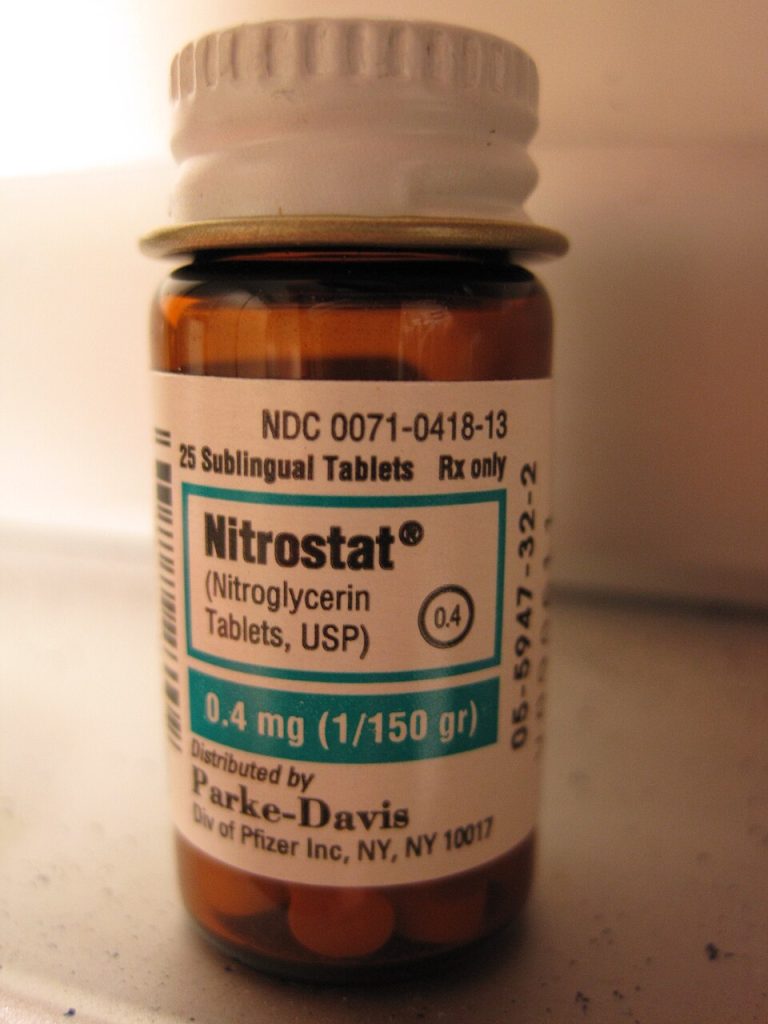 NDC 0071-0418-13
25 Sublingual Tablets Rx only
Nitrostat®
(Nitroglycerin
Tablets, USP)
0.4
0.4 mg (1/150 gr)
Distributed by
Parke-Davis
Div of Pfizer Inc, NY, NY 10017
05-5947-32-2